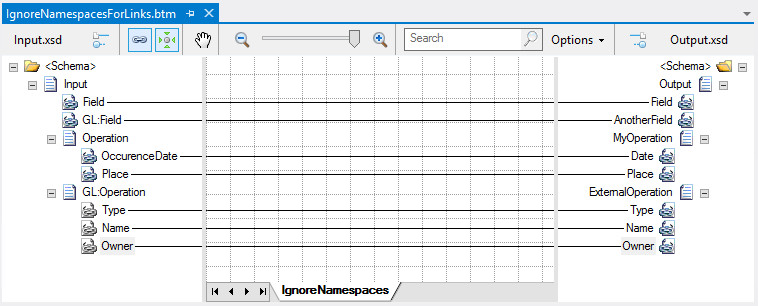 IgnoreNamespacesForLinks.btm
Input.xsd Search Options Output.xsd
<Schema> <Schema>
Input Output
Field Field
GL:Field AnotherField
Operation MyOperation
OccurenceDate Date
Place Place
GL:Operation ExternalOperation
Type Type
Name Name
Owner Owner
IgnoreNamespaces